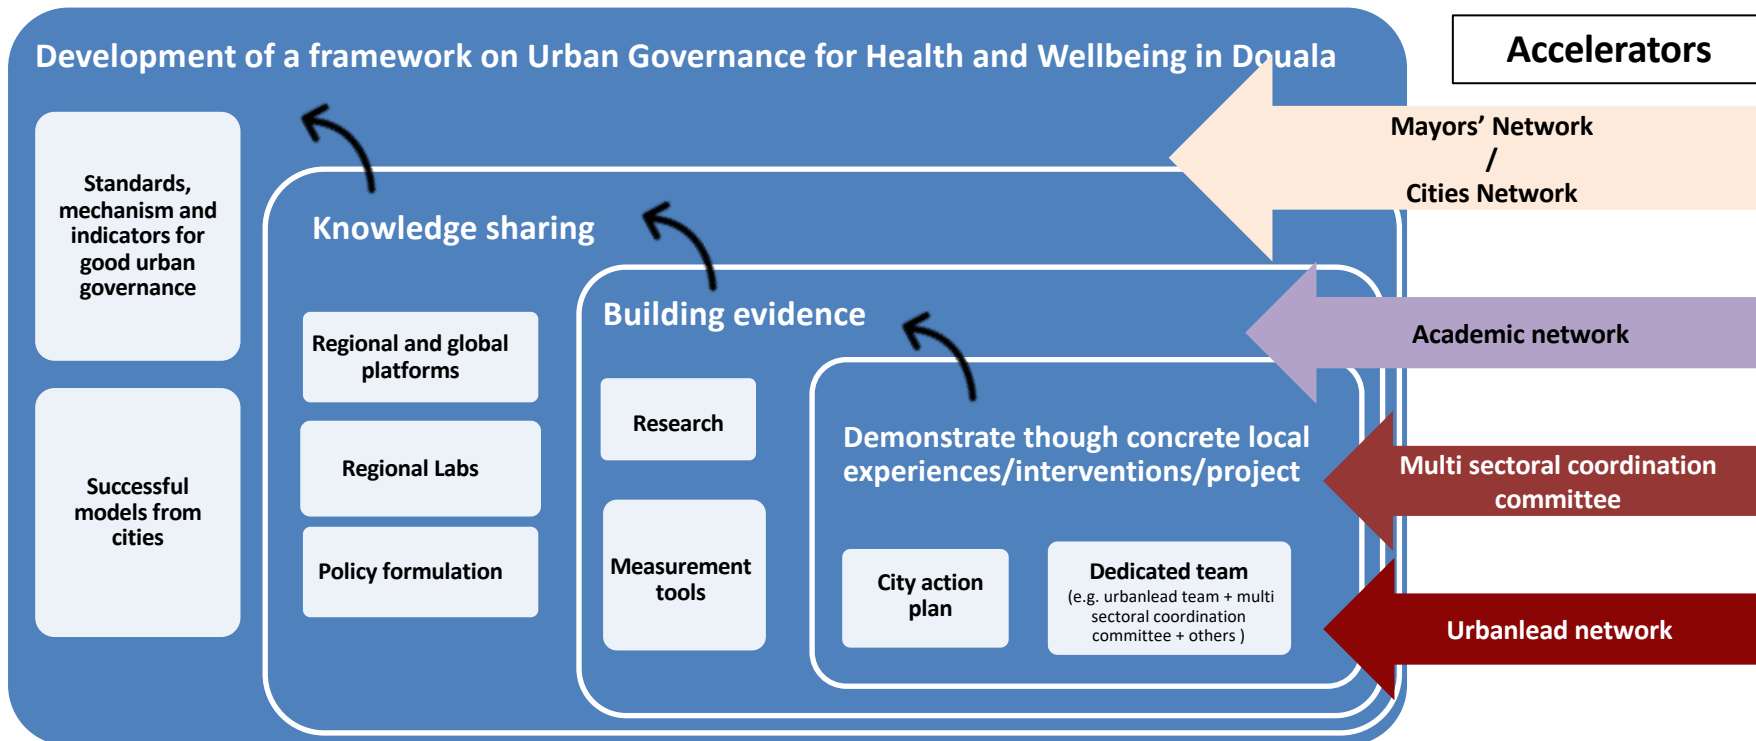 Development of a framework on Urban Governance for Health and Wellbeing in Douala
Accelerators
Standards,
mechanism and
indicators for
good urban
governance
Successful
models from
cities
Knowledge sharing
Regional and global
platforms
Regional Labs
Policy formulation
Building evidence
Research
Measurement
tools
Demonstrate though concrete local
experiences/interventions/project
City action
plan
Dedicated team
(e.g. urbanlead team + multi
sectoral coordination
committee + others )
Mayors’ Network
/
Cities Network
Academic network
Multi sectoral coordination
committee
Urbanlead network